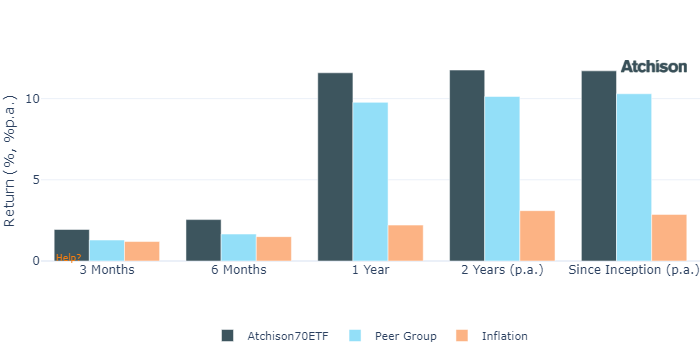 Atchison
Return (%, %p.a.)
10
5
0
Help?
3 Months
6 Months
1 Year
2 Years (p.a.)
Since Inception (p.a.)
Atchison70ETF
Peer Group
Inflation